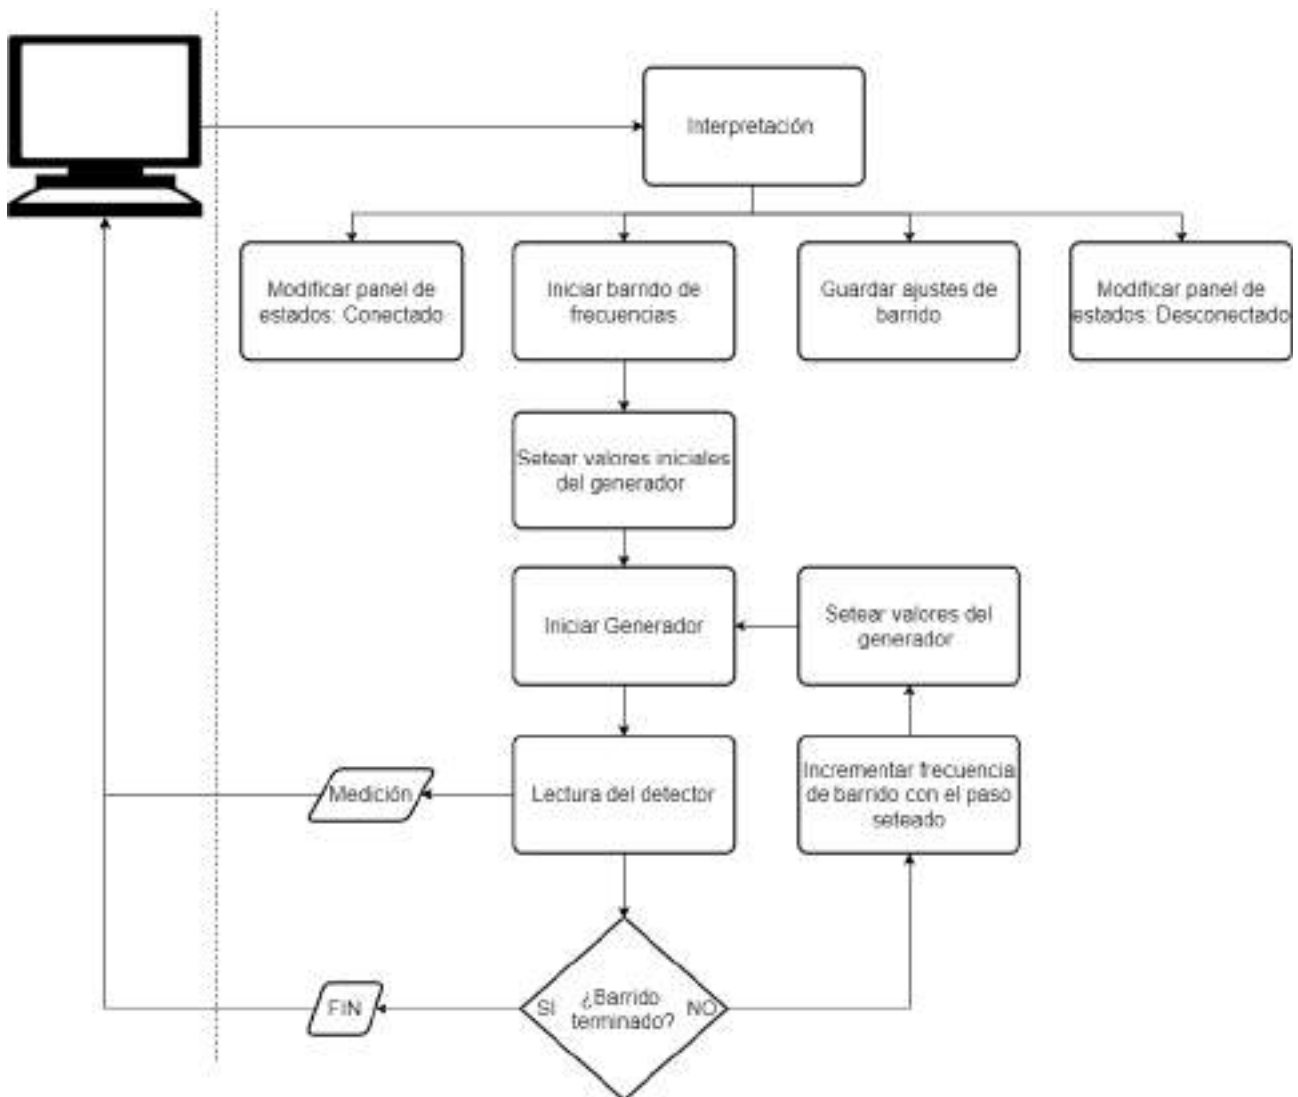 Interpretación
Modificar panel de
estados: Conectado
Iniciar barrido de
frecuencias
Guardar ajustes de
barrido
Modificar panel de
estados: Desconectado
Setear valores iniciales
del generador
Iniciar Generador
Setear valores del
generador
Medición
Lectura del detector
Incrementar frecuencia
de barrido con el paso
seteado
FIN
SI
¿Barrido
terminado?
NO